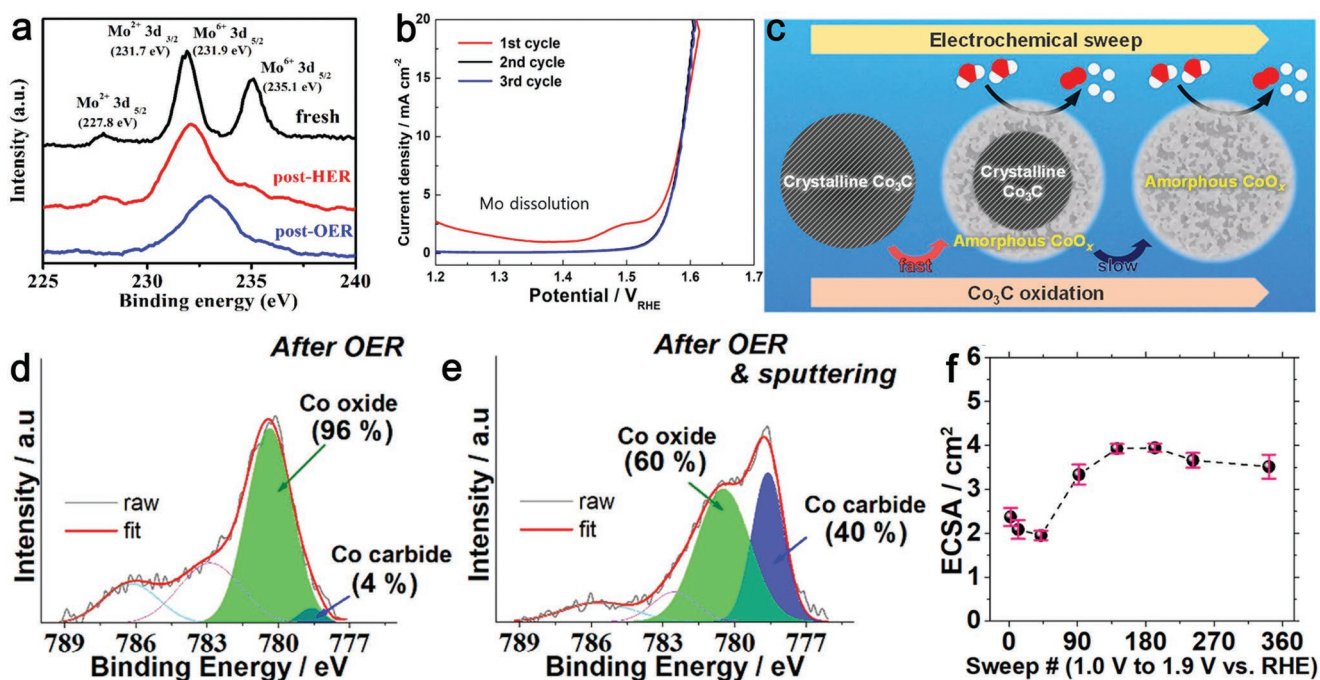 a
Intensity (a.u.)
Mo²⁺ 3d ₃/₂
(231.7 eV)
Mo⁶⁺ 3d₅/₂
(231.9 eV)
Mo⁶⁺ 3d₅/₂
(235.1 eV)
Mo²⁺ 3d₅/₂
(227.8 eV)
fresh
post-HER
post-OER
225 230 235 240
Binding energy (eV)
b
Current density / mA cm⁻²
20
15
10
5
0
1st cycle
2nd cycle
3rd cycle
Mo dissolution
1.2 1.3 1.4 1.5 1.6 1.7
Potential / V_RHE
c
Electrochemical sweep
Crystalline Co₃C
Crystalline
Co₃C
Amorphous CoOₓ
Amorphous CoOₓ
fast
slow
Co₃C oxidation
d
After OER
Intensity / a.u
Co oxide
(96 %)
raw
fit
Co carbide
(4 %)
789 786 783 780 777
Binding Energy / eV
e
After OER
& sputtering
Intensity / a.u
Co oxide
(60 %)
raw
fit
Co carbide
(40 %)
789 786 783 780 777
Binding Energy / eV
f
ECSA / cm²
6
5
4
3
2
1
0
0 90 180 270 360
Sweep # (1.0 V to 1.9 V vs. RHE)